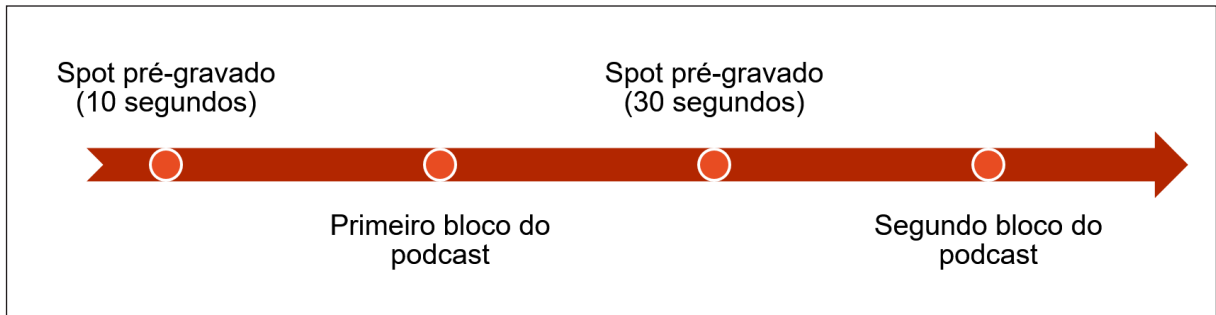 Spot pré-gravado
(10 segundos)
Primeiro bloco do
podcast
Spot pré-gravado
(30 segundos)
Segundo bloco do
podcast